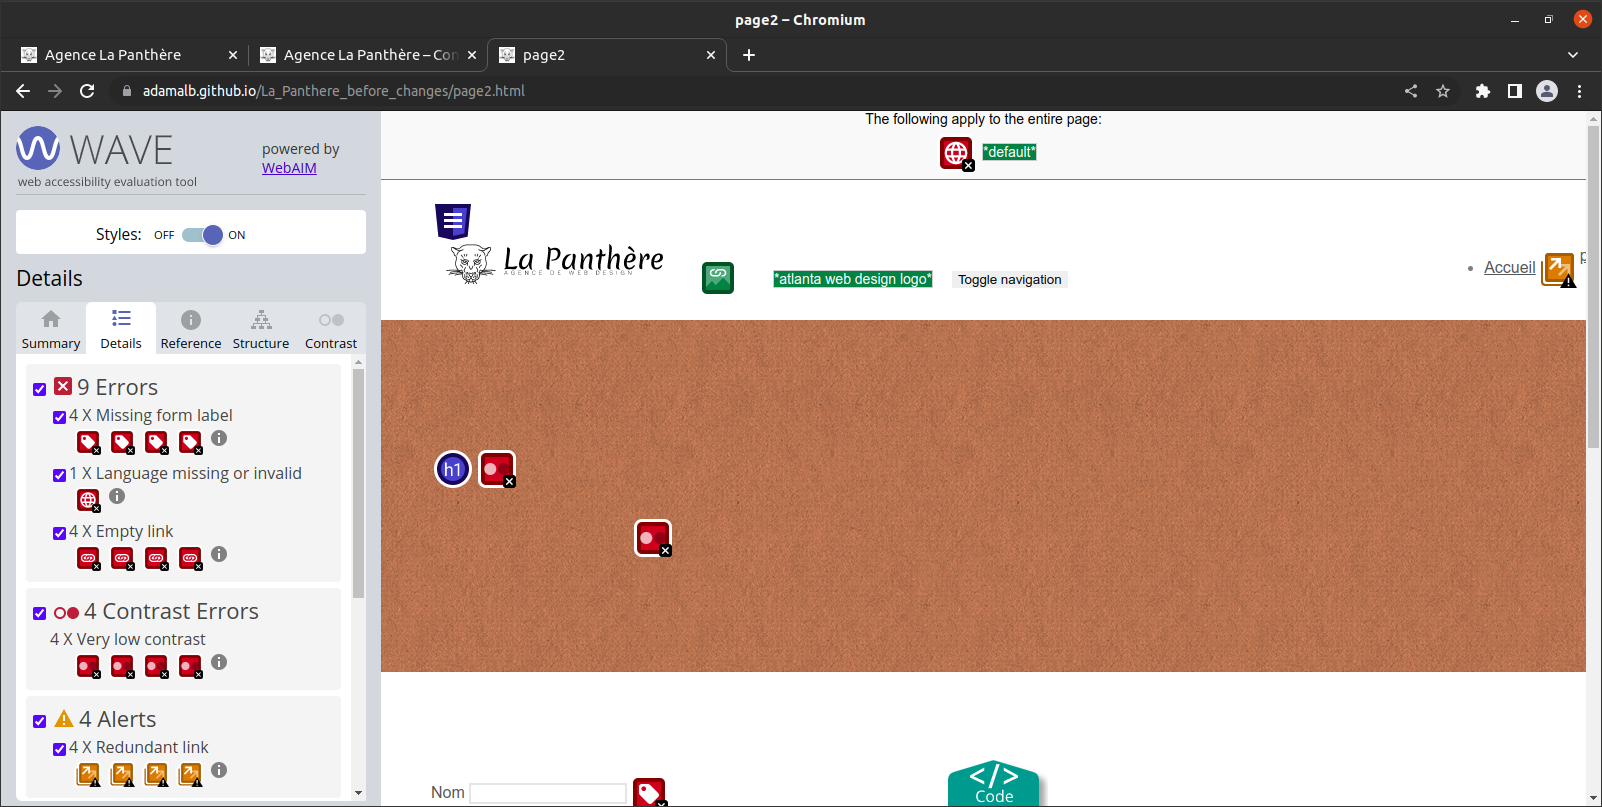 page2 – Chromium
Agence La Panthère
Agence La Panthère – Con
page2
adamalb.github.io/La_Panthere_before_changes/page2.html
WAVE
web accessibility evaluation tool
powered by
WebAIM
Styles: OFF ON
Details
Summary
Details
Reference
Structure
Contrast
9 Errors
4 X Missing form label
1 X Language missing or invalid
4 X Empty link
4 Contrast Errors
4 X Very low contrast
4 Alerts
4 X Redundant link
The following apply to the entire page:
*default*
La Panthère
AGENCE DE WEB DESIGN
*atlanta web design logo*
Toggle navigation
Accueil
h1
Nom
</>
Code